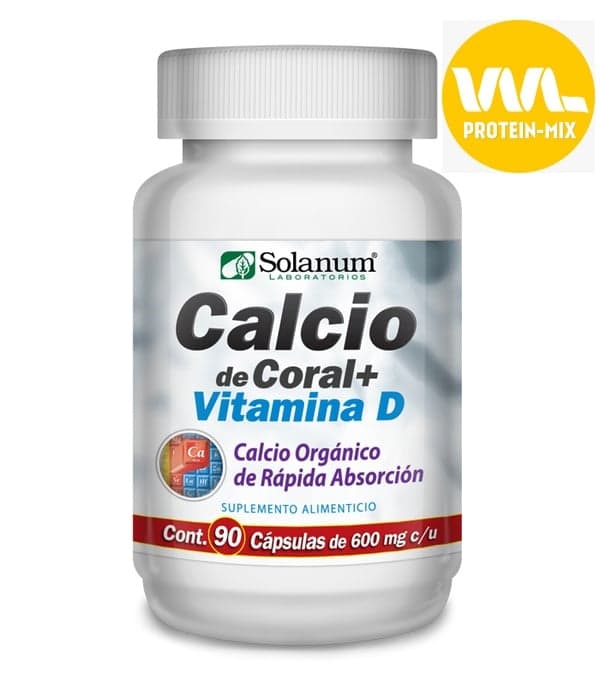 VML
PROTEIN-MIX
Solanum®
LABORATORIOS
Calcio
de Coral+
Vitamina D
Ca
Calcio Orgánico
de Rápida Absorción
SUPLEMENTO ALIMENTICIO
Cont. 90 Cápsulas de 600 mg c/u